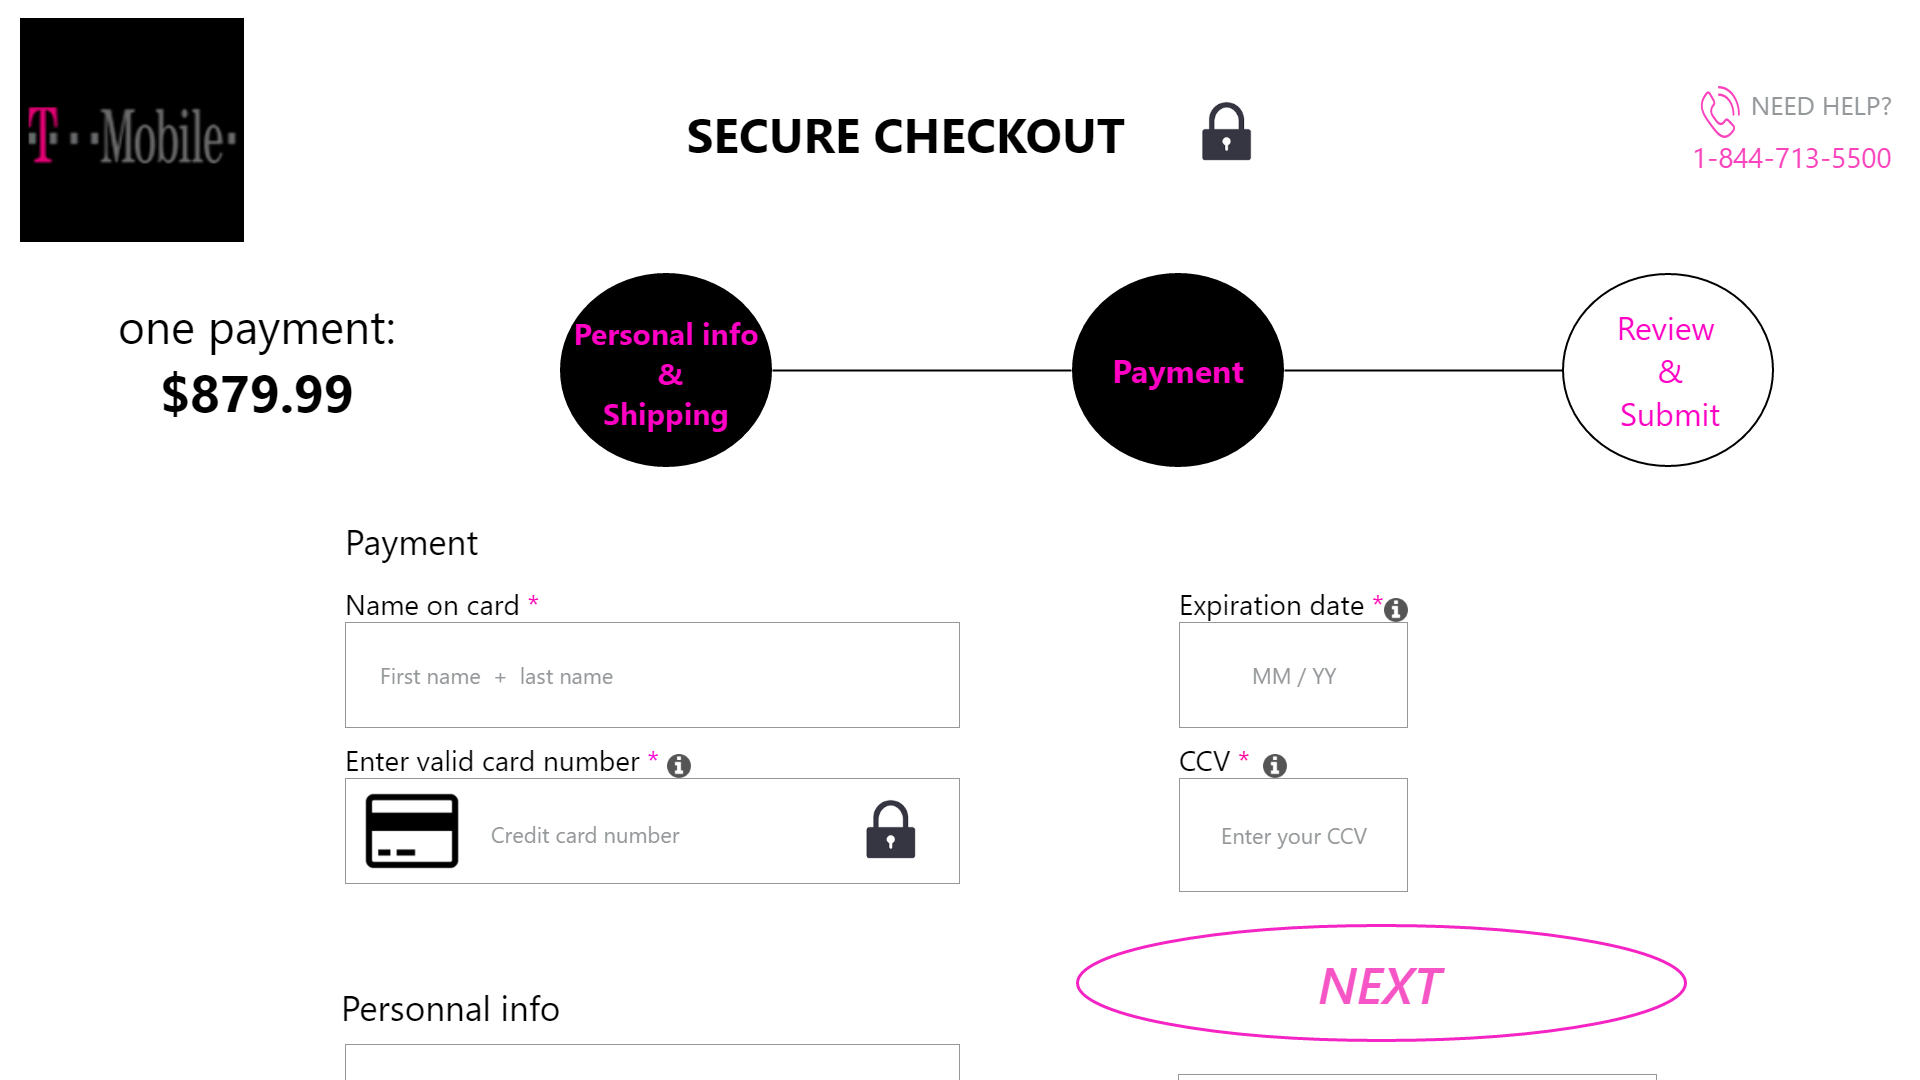 T··Mobile·
SECURE CHECKOUT
NEED HELP?
1-844-713-5500
one payment:
$879.99
Personal info
&
Shipping
Payment
Review
&
Submit
Payment
Name on card *
First name + last name
Expiration date *
MM / YY
Enter valid card number *
Credit card number
CCV *
Enter your CCV
NEXT
Personnal info